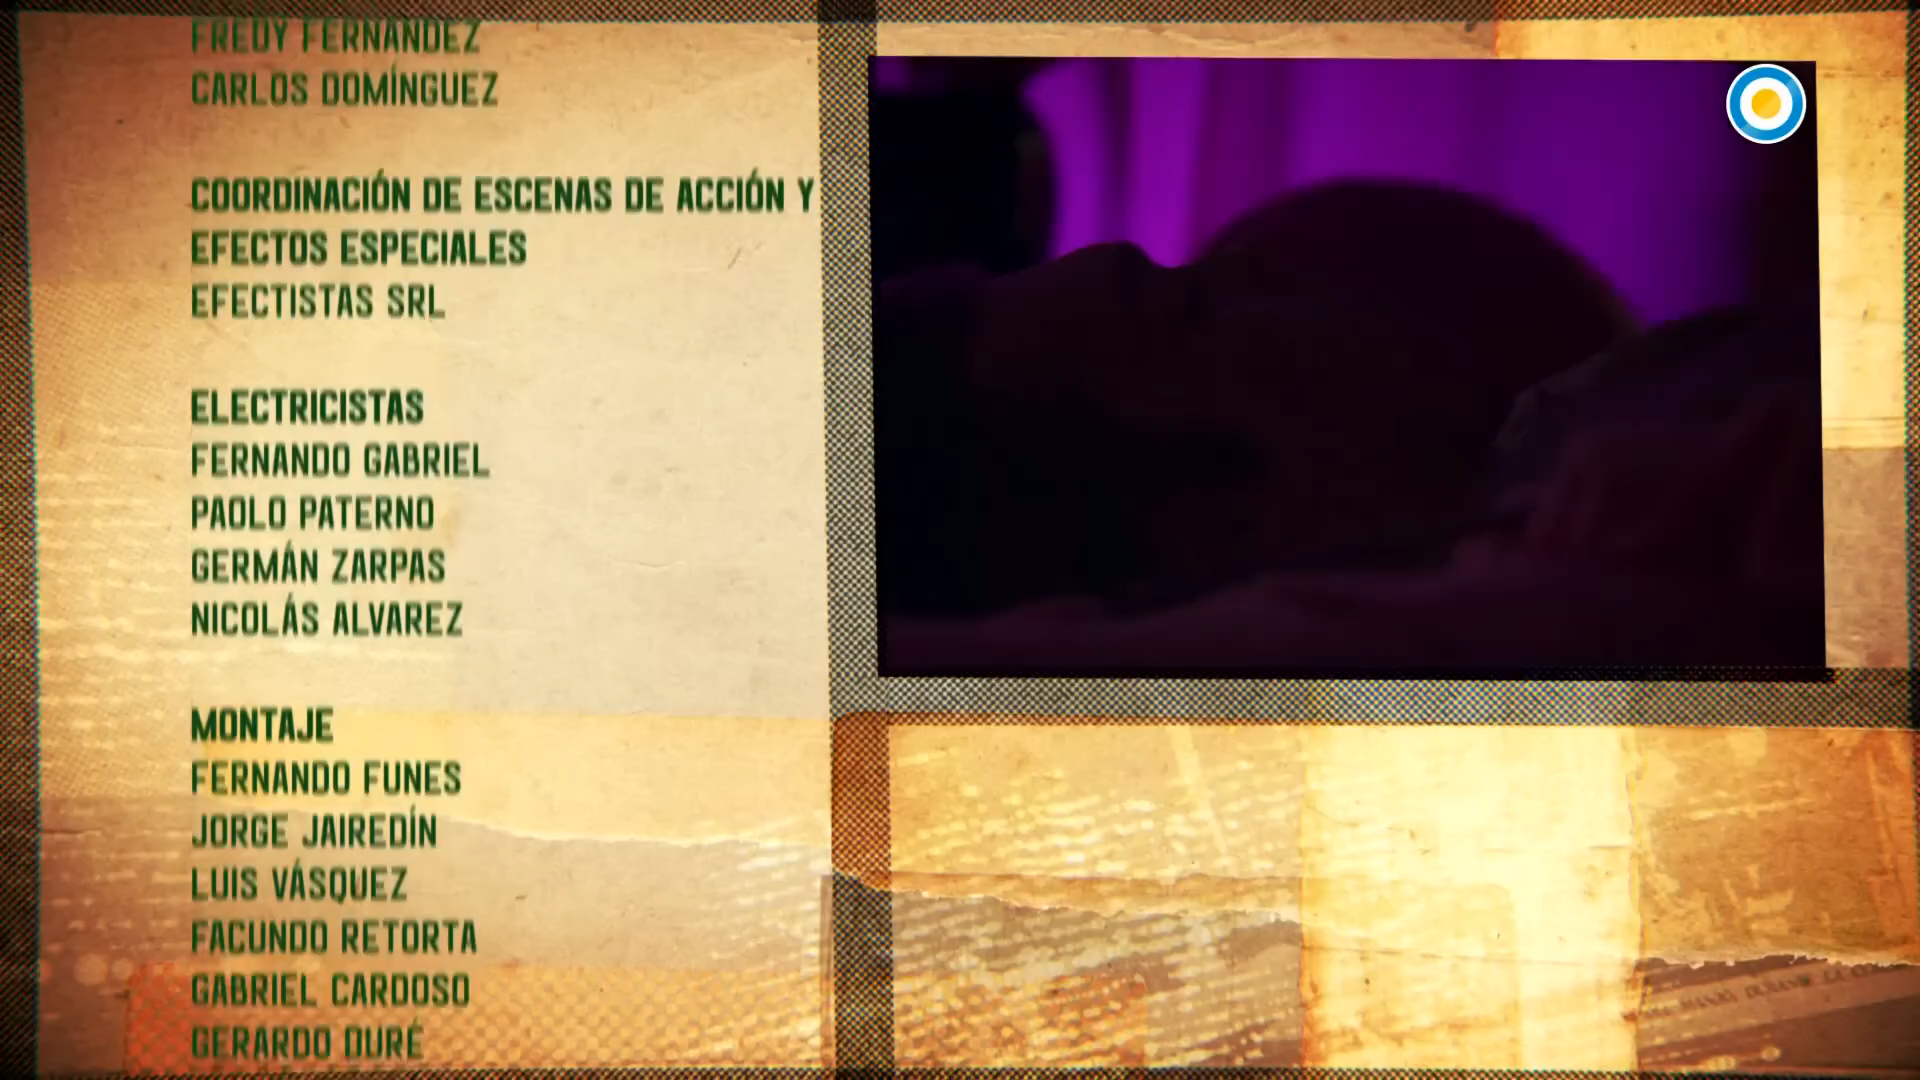 FREDY FERNÁNDEZ
CARLOS DOMÍNGUEZ
COORDINACIÓN DE ESCENAS DE ACCIÓN Y
EFECTOS ESPECIALES
EFECTISTAS SRL
ELECTRICISTAS
FERNANDO GABRIEL
PAOLO PATERNO
GERMÁN ZARPAS
NICOLÁS ALVAREZ
MONTAJE
FERNANDO FUNES
JORGE JAIREDÍN
LUIS VÁSQUEZ
FACUNDO RETORTA
GABRIEL CARDOSO
GERARDO DURÉ